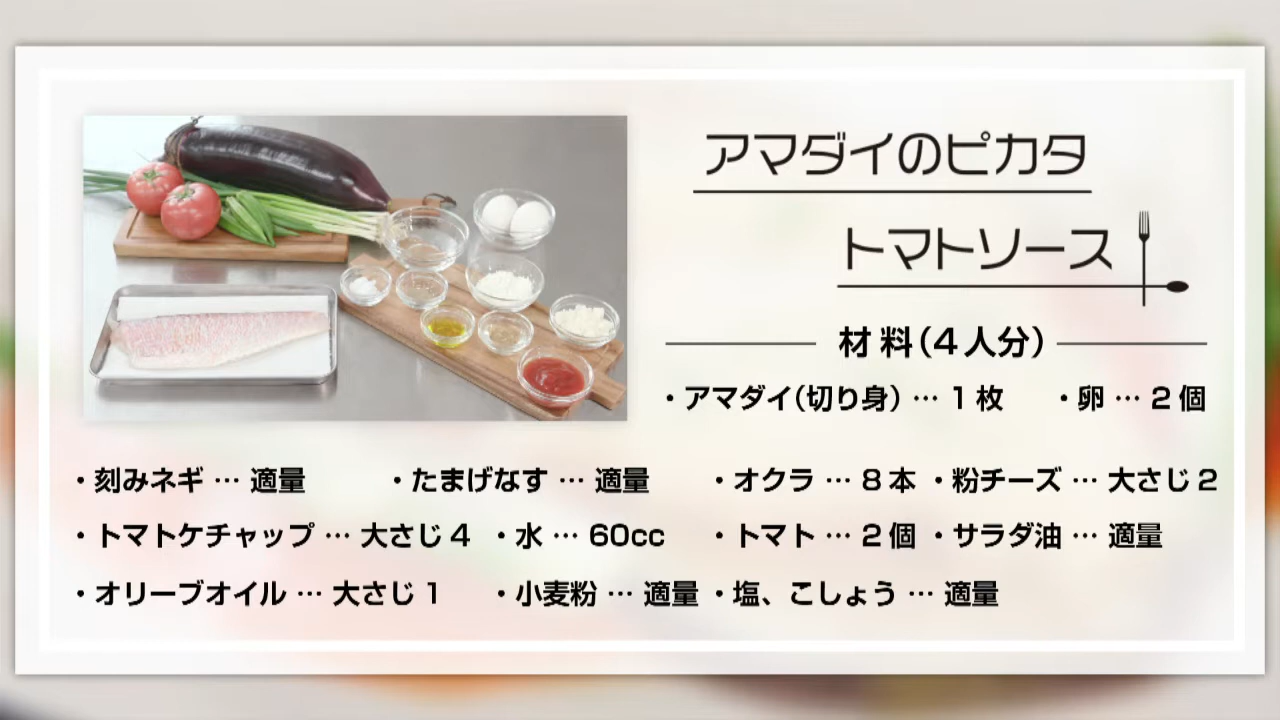 アマダイのピカタ
トマトソース
材料(4人分)
・アマダイ(切り身)… 1枚 ・卵 … 2個
・刻みネギ … 適量 ・たまげなす … 適量 ・オクラ … 8本 ・粉チーズ … 大さじ2
・トマトケチャップ … 大さじ4 ・水 … 60cc ・トマト … 2個 ・サラダ油 … 適量
・オリーブオイル … 大さじ1 ・小麦粉 … 適量 ・塩、こしょう … 適量